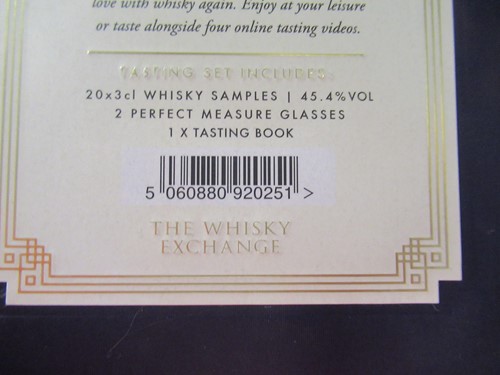 love with whisky again. Enjoy at your leisure
or taste alongside four online tasting videos.
TASTING SET INCLUDES:
20x3cl WHISKY SAMPLES | 45.4%VOL
2 PERFECT MEASURE GLASSES
1 X TASTING BOOK
5 060880 920251 >
THE WHISKY
EXCHANGE